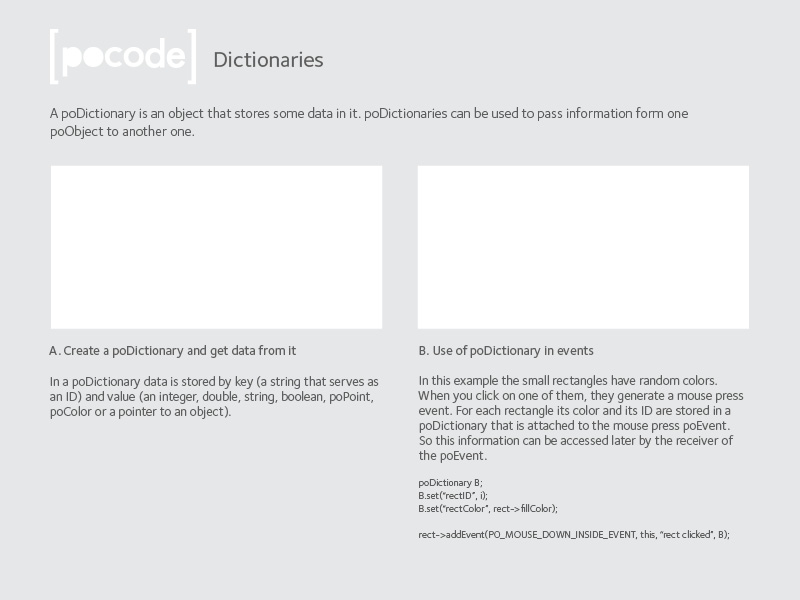 [pocode] Dictionaries
A poDictionary is an object that stores some data in it. poDictionaries can be used to pass information form one
poObject to another one.
A. Create a poDictionary and get data from it
In a poDictionary data is stored by key (a string that serves as
an ID) and value (an integer, double, string, boolean, poPoint,
poColor or a pointer to an object).
B. Use of poDictionary in events
In this example the small rectangles have random colors.
When you click on one of them, they generate a mouse press
event. For each rectangle its color and its ID are stored in a
poDictionary that is attached to the mouse press poEvent.
So this information can be accessed later by the receiver of
the poEvent.
poDictionary B;
B.set(“rectID”, i);
B.set(“rectColor”, rect->fillColor);
rect->addEvent(PO_MOUSE_DOWN_INSIDE_EVENT, this, “rect clicked”, B);